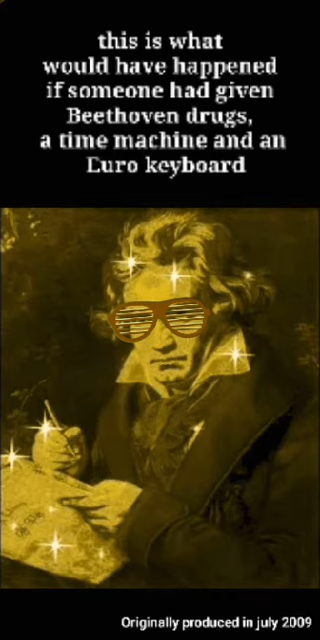 this is what
would have happened
if someone had given
Beethoven drugs,
a time machine and an
Euro keyboard
Originally produced in july 2009